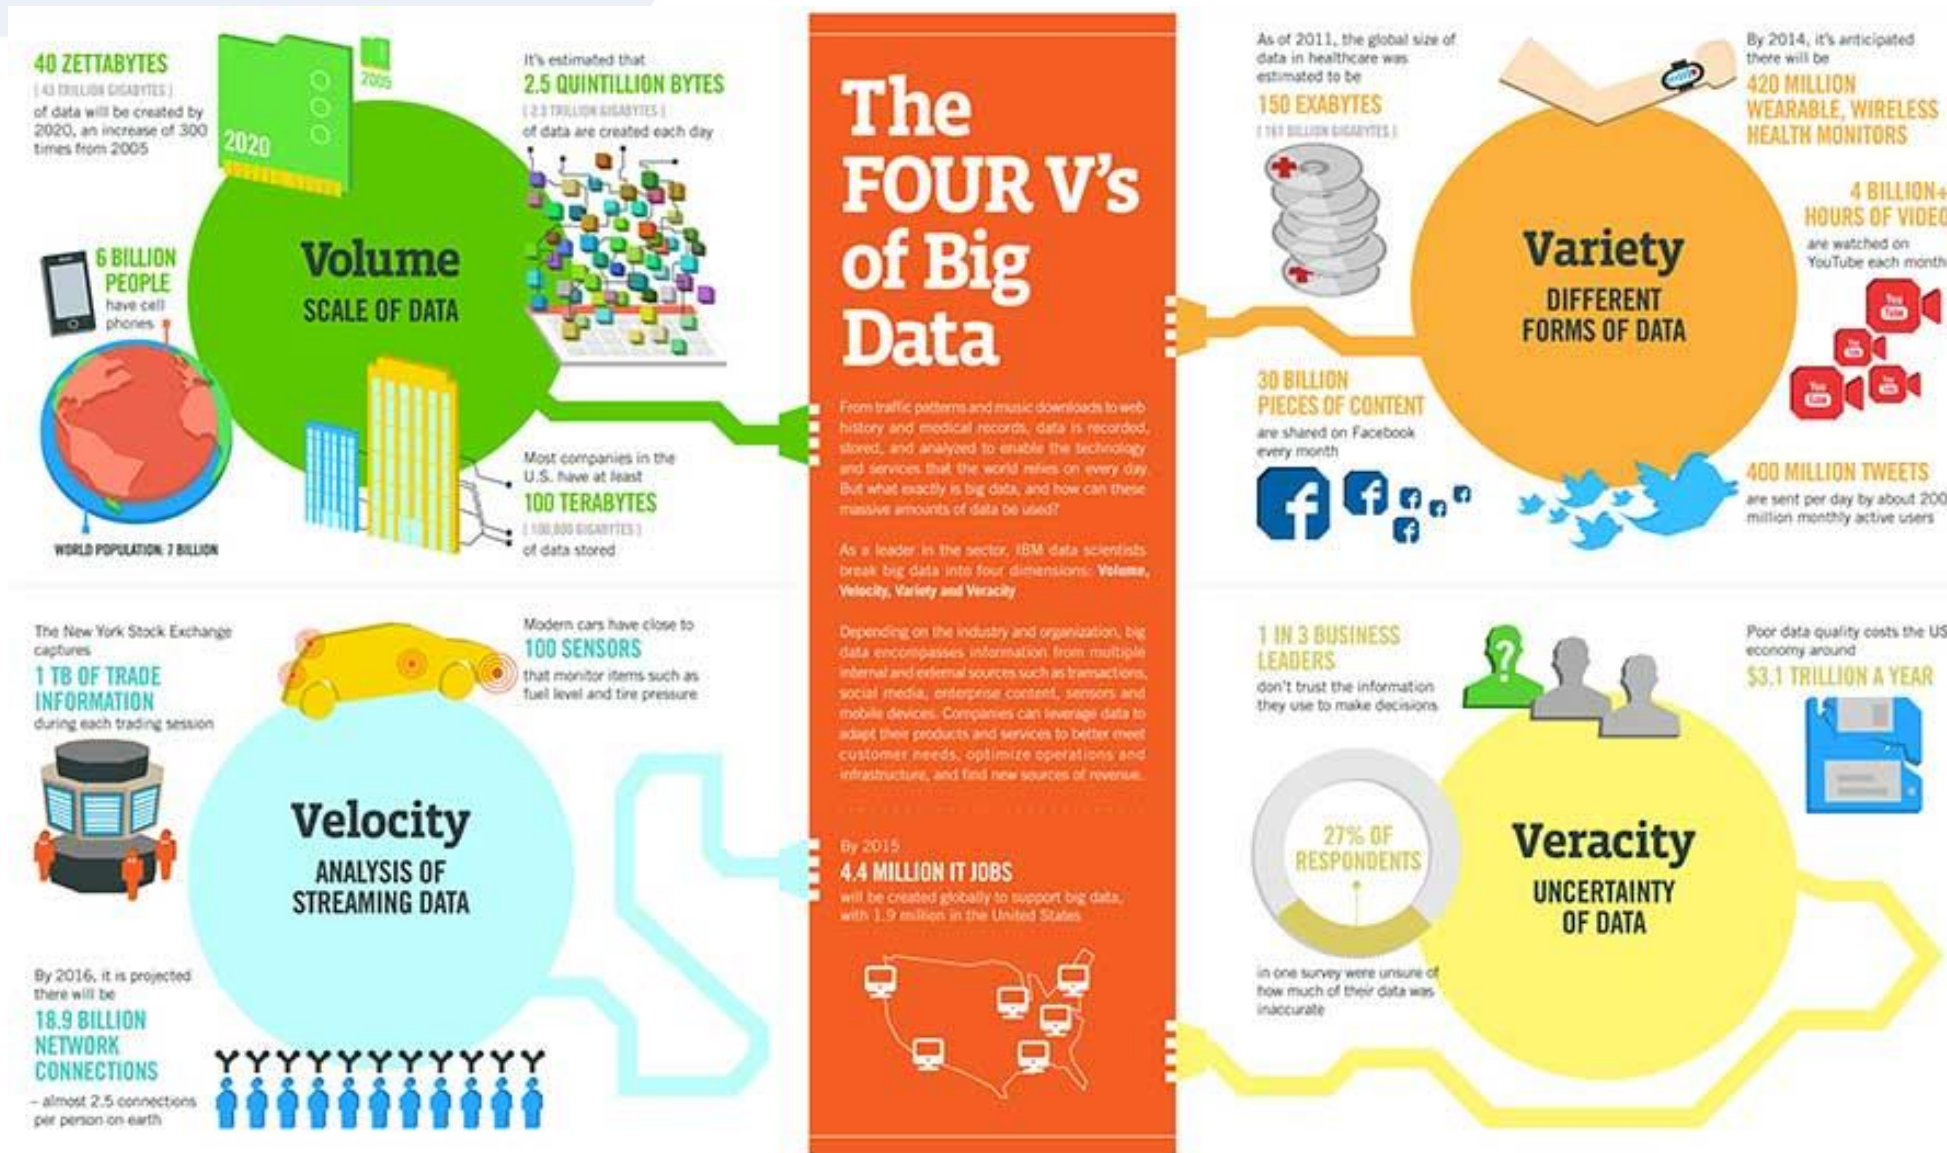 40 ZETTABYTES
[ 43 TRILLION GIGABYTES ]
of data will be created by
2020, an increase of 300
times from 2005
2020
2005
It's estimated that
2.5 QUINTILLION BYTES
[ 2.3 TRILLION GIGABYTES ]
of data are created each day
6 BILLION
PEOPLE
have cell
phones
WORLD POPULATION: 7 BILLION
Volume
SCALE OF DATA
Most companies in the
U.S. have at least
100 TERABYTES
[ 100,000 GIGABYTES ]
of data stored
The New York Stock Exchange
captures
1 TB OF TRADE
INFORMATION
during each trading session
Modern cars have close to
100 SENSORS
that monitor items such as
fuel level and tire pressure
Velocity
ANALYSIS OF
STREAMING DATA
By 2016, it is projected
there will be
18.9 BILLION
NETWORK
CONNECTIONS
– almost 2.5 connections
per person on earth
The
FOUR V's
of Big
Data
From traffic patterns and music downloads to web
history and medical records, data is recorded,
stored, and analyzed to enable the technology
and services that the world relies on every day.
But what exactly is big data, and how can these
massive amounts of data be used?
As a leader in the sector, IBM data scientists
break big data into four dimensions: Volume,
Velocity, Variety and Veracity
Depending on the industry and organization, big
data encompasses information from multiple
internal and external sources such as transactions,
social media, enterprise content, sensors and
mobile devices. Companies can leverage data to
adapt their products and services to better meet
customer needs, optimize operations and
infrastructure, and find new sources of revenue.
By 2015
4.4 MILLION IT JOBS
will be created globally to support big data,
with 1.9 million in the United States
As of 2011, the global size of
data in healthcare was
estimated to be
150 EXABYTES
[ 161 BILLION GIGABYTES ]
By 2014, it's anticipated
there will be
420 MILLION
WEARABLE, WIRELESS
HEALTH MONITORS
4 BILLION+
HOURS OF VIDEO
are watched on
YouTube each month
You
Tube
You
Tube
You
Tube
You
Tube
Variety
DIFFERENT
FORMS OF DATA
30 BILLION
PIECES OF CONTENT
are shared on Facebook
every month
f
f
f
f
f
f
f
400 MILLION TWEETS
are sent per day by about 200
million monthly active users
1 IN 3 BUSINESS
LEADERS
don't trust the information
they use to make decisions
?
Poor data quality costs the US
economy around
$3.1 TRILLION A YEAR
27% OF
RESPONDENTS
in one survey were unsure of
how much of their data was
inaccurate
Veracity
UNCERTAINTY
OF DATA